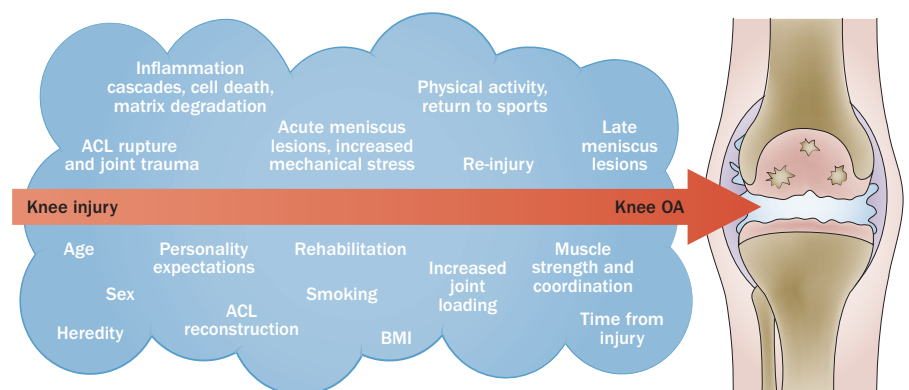 Inflammation
cascades, cell death,
matrix degradation
Physical activity,
return to sports
ACL rupture
and joint trauma
Acute meniscus
lesions, increased
mechanical stress
Re-injury
Late
meniscus
lesions
Knee injury
Knee OA
Age
Personality
expectations
Rehabilitation
Increased
joint
loading
Muscle
strength and
coordination
Sex
Smoking
Heredity
ACL
reconstruction
BMI
Time from
injury